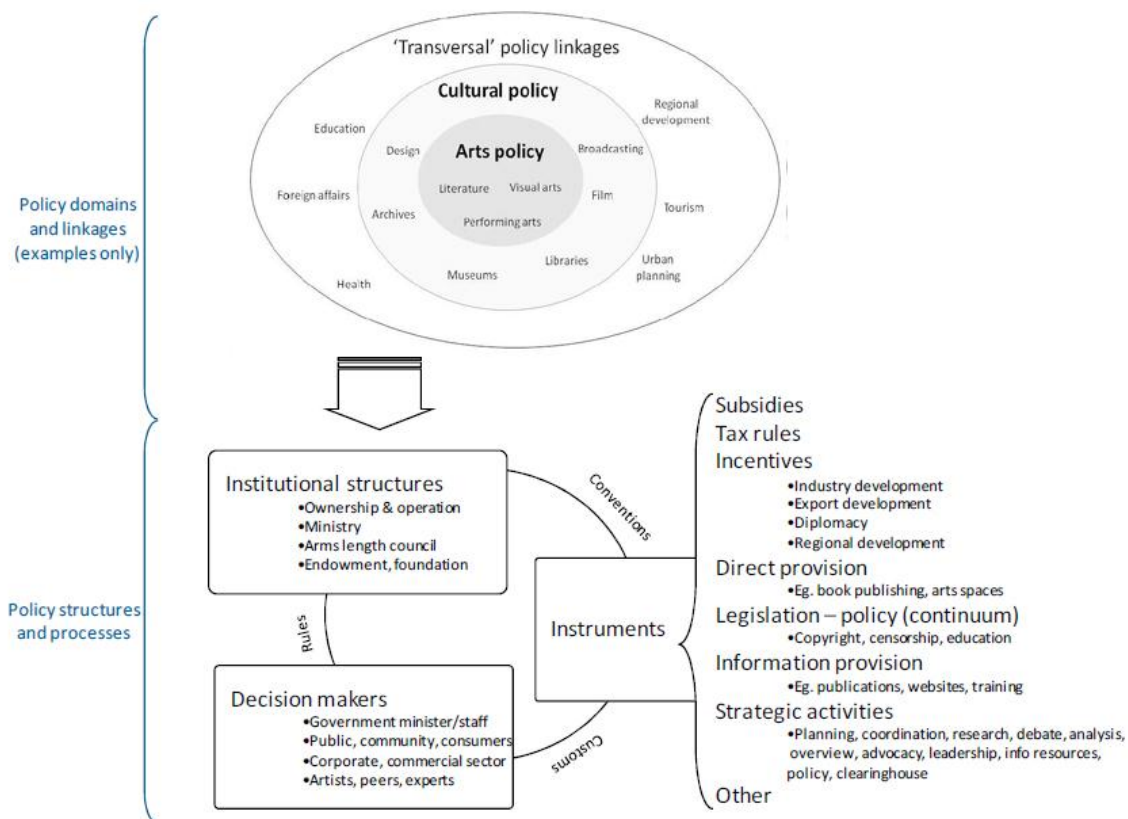 ‘Transversal’ policy linkages
Cultural policy
Regional
development
Education
Design
Arts policy
Broadcasting
Literature
Visual arts
Foreign affairs
Film
Archives
Tourism
Performing arts
Libraries
Urban
planning
Museums
Health
Policy domains
and linkages
(examples only)
Policy structures
and processes
Institutional structures
•Ownership & operation
•Ministry
•Arms length council
•Endowment, foundation
Conventions
Rules
Customs
Decision makers
•Government minister/staff
•Public, community, consumers
•Corporate, commercial sector
•Artists, peers, experts
Instruments
Subsidies
Tax rules
Incentives
•Industry development
•Export development
•Diplomacy
•Regional development
Direct provision
•Eg. book publishing, arts spaces
Legislation – policy (continuum)
•Copyright, censorship, education
Information provision
•Eg. publications, websites, training
Strategic activities
•Planning, coordination, research, debate, analysis,
overview, advocacy, leadership, info resources,
policy, clearinghouse
Other